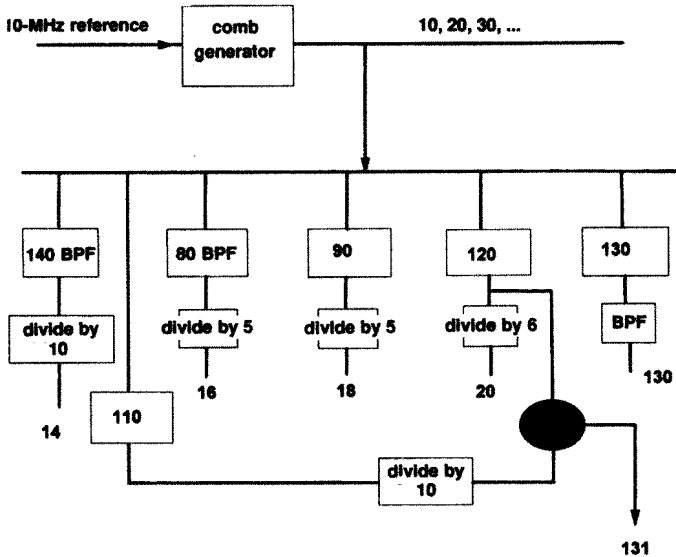 10-MHz reference
comb
generator
10, 20, 30, ...
140 BPF
80 BPF
90
120
130
divide by
10
divide by 5
divide by 5
divide by 6
BPF
14
110
16
18
20
130
divide by
10
131